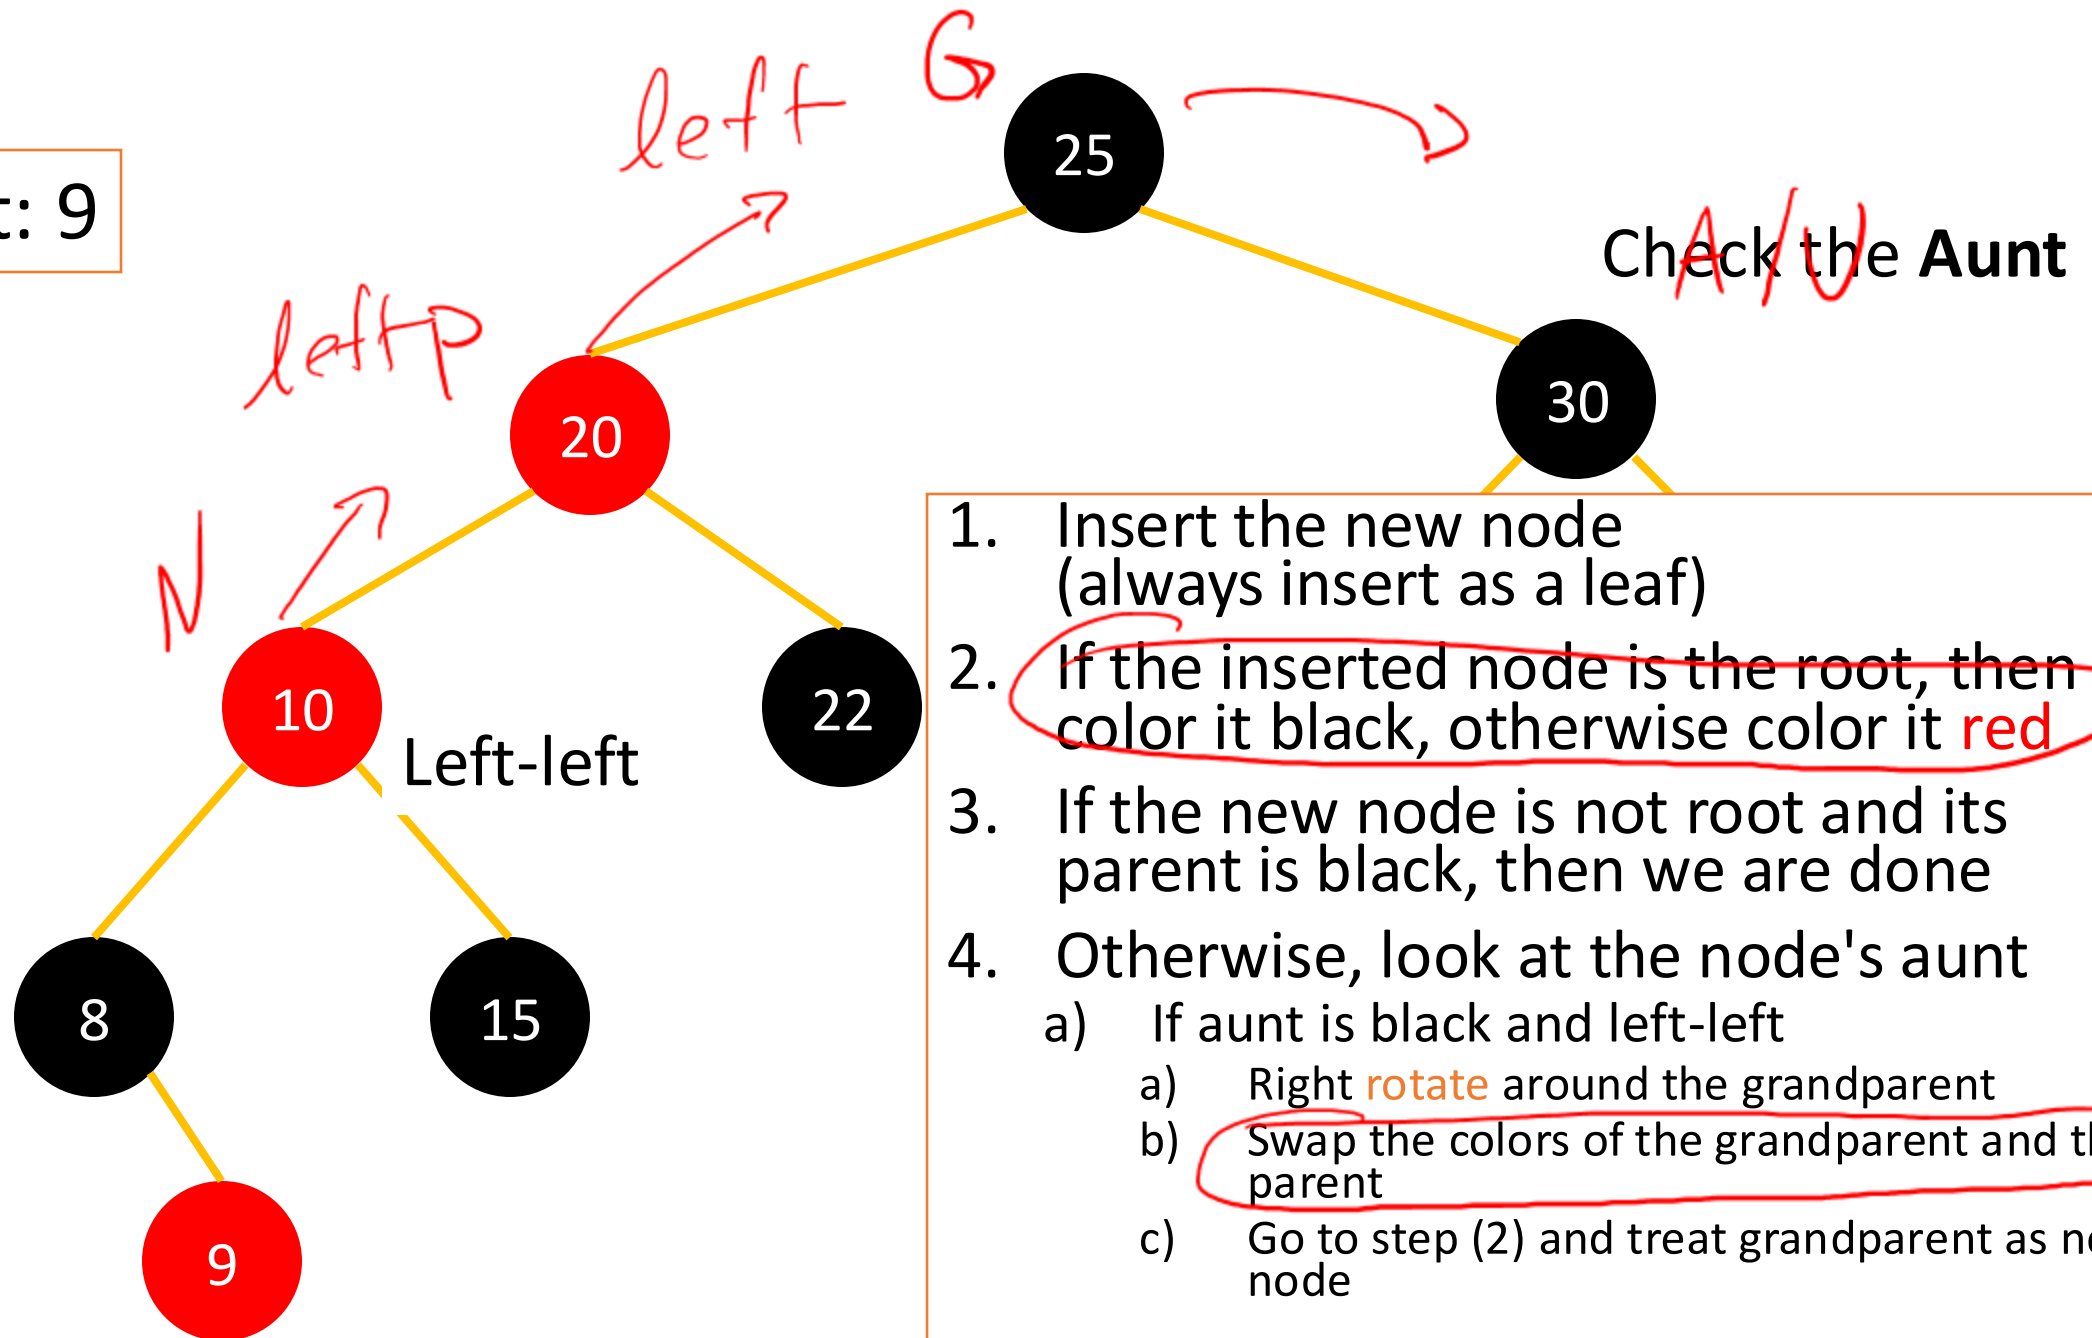 left G
25
t: 9
A/U
Check the Aunt
left P
30
20
N
1. Insert the new node
(always insert as a leaf)
2. If the inserted node is the root, then
color it black, otherwise color it red
10
22
Left-left
3. If the new node is not root and its
parent is black, then we are done
4. Otherwise, look at the node's aunt
8
15
a) If aunt is black and left-left
a) Right rotate around the grandparent
b) Swap the colors of the grandparent and th
parent
c) Go to step (2) and treat grandparent as ne
node
9